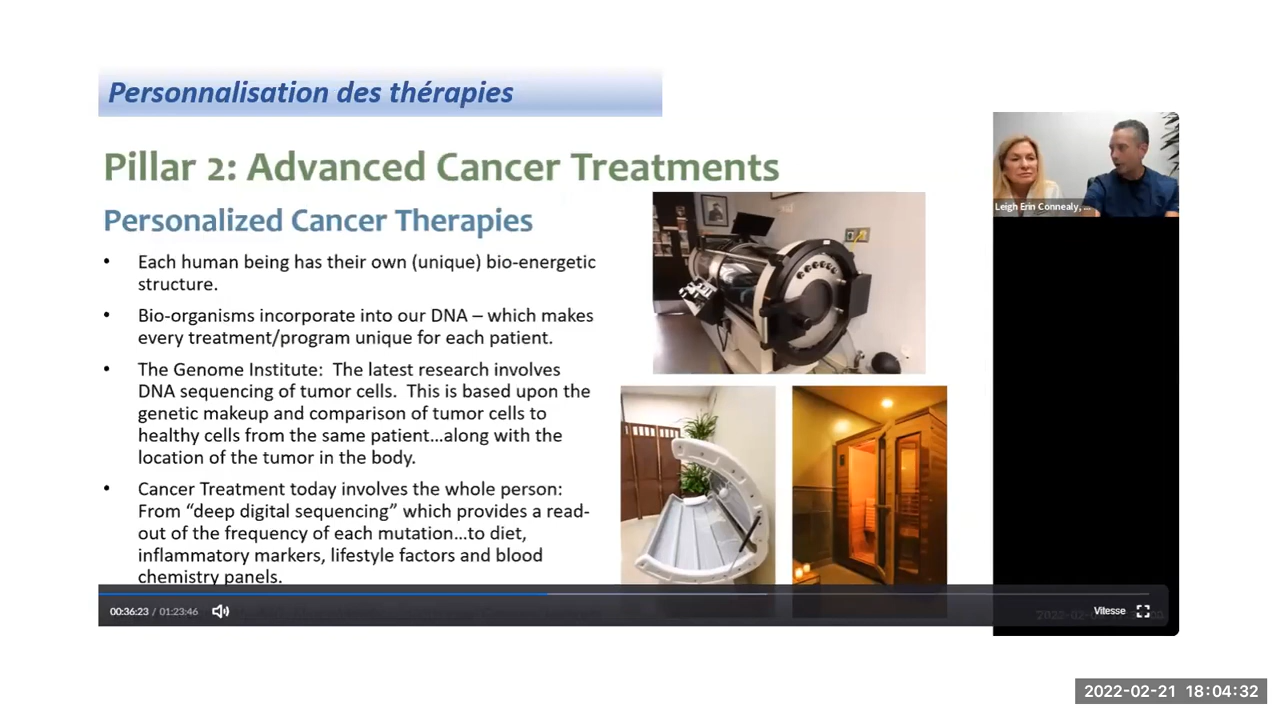 Personnalisation des thérapies
Pillar 2: Advanced Cancer Treatments
Personalized Cancer Therapies
• Each human being has their own (unique) bio-energetic
structure.
• Bio-organisms incorporate into our DNA – which makes
every treatment/program unique for each patient.
• The Genome Institute: The latest research involves
DNA sequencing of tumor cells. This is based upon the
genetic makeup and comparison of tumor cells to
healthy cells from the same patient...along with the
location of the tumor in the body.
• Cancer Treatment today involves the whole person:
From “deep digital sequencing” which provides a read-
out of the frequency of each mutation...to diet,
inflammatory markers, lifestyle factors and blood
chemistry panels.
Leigh Erin Connealy, ...
00:36:23 / 01:23:46
Vitesse
2022-02-21 18:04:32